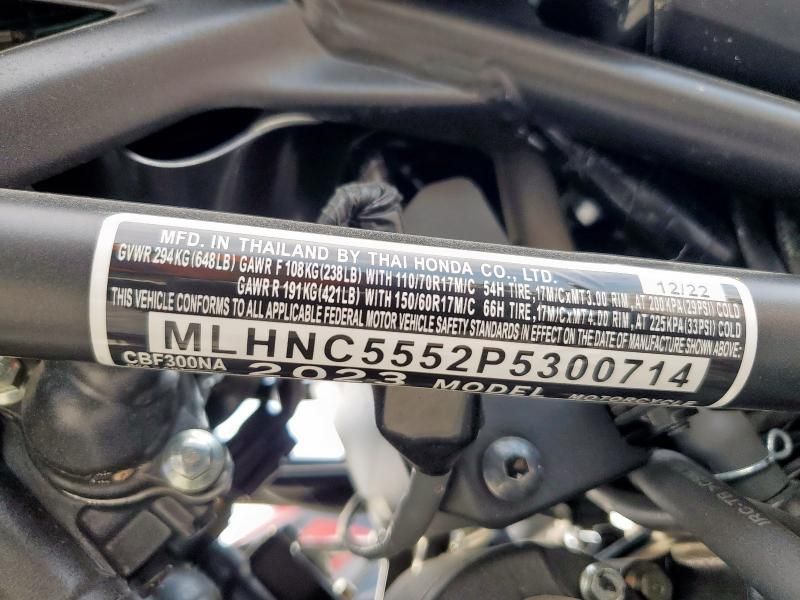 MFD. IN THAILAND BY THAI HONDA CO., LTD. 12/22
GVWR 294KG(648LB) GAWR F 108KG(238LB) WITH 110/70R17M/C 54H TIRE,17M/CxMT3.00 RIM, AT 200KPA(29PSI) COLD
GAWR R 191KG(421LB) WITH 150/60R17M/C 66H TIRE,17M/CxMT4.00 RIM, AT 225KPA(33PSI) COLD
THIS VEHICLE CONFORMS TO ALL APPLICABLE FEDERAL MOTOR VEHICLE SAFETY STANDARDS IN EFFECT ON THE DATE OF MANUFACTURE SHOWN ABOVE:
MLHNC5552P5300714
CBF300NA 2023 MODEL MOTORCYCLE